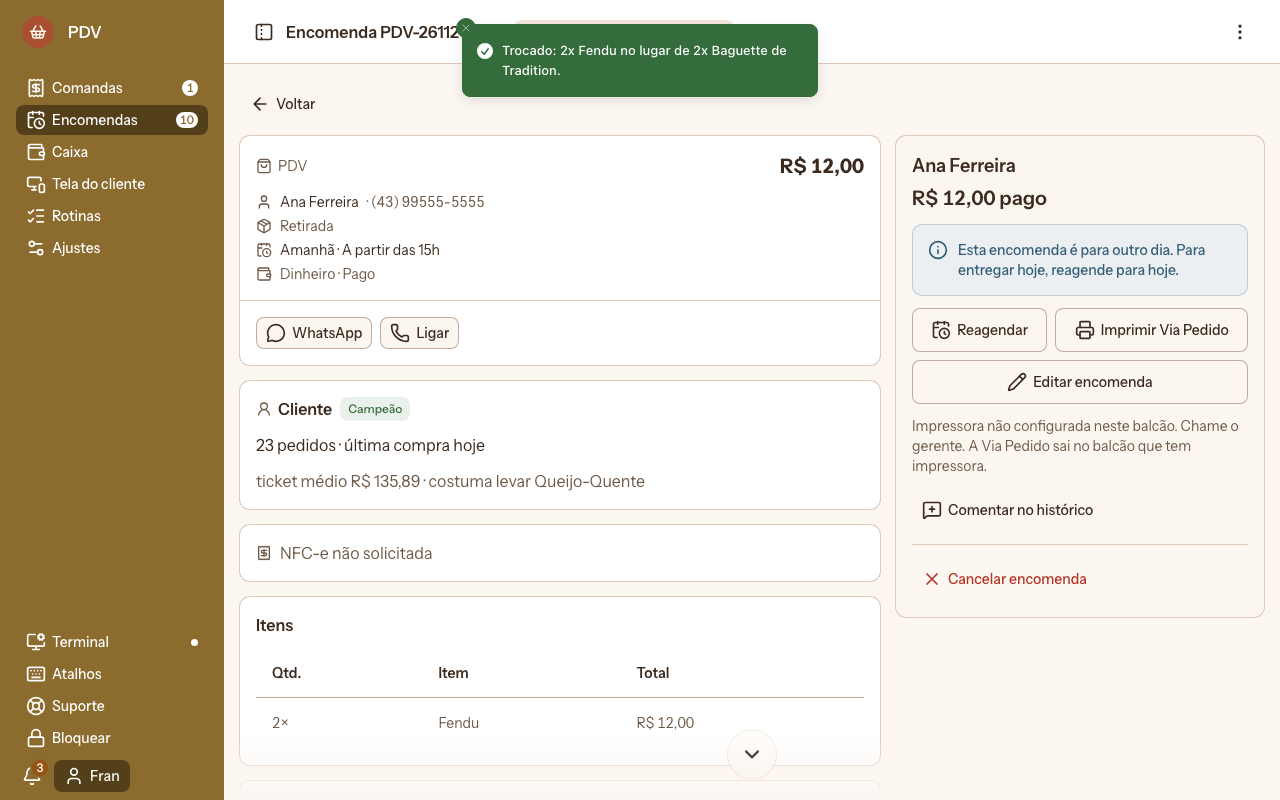 PDV
Comandas 1
Encomendas 10
Caixa
Tela do cliente
Rotinas
Ajustes
Terminal
Atalhos
Suporte
Bloquear
3
Fran
Encomenda PDV-26112
Trocado: 2x Fendu no lugar de 2x Baguette de
Tradition.
Voltar
PDV
R$ 12,00
Ana Ferreira · (43) 99555-5555
Retirada
Amanhã · A partir das 15h
Dinheiro · Pago
WhatsApp
Ligar
Cliente Campeão
23 pedidos · última compra hoje
ticket médio R$ 135,89 · costuma levar Queijo-Quente
NFC-e não solicitada
Itens
Qtd. Item Total
2× Fendu R$ 12,00
Ana Ferreira
R$ 12,00 pago
Esta encomenda é para outro dia. Para
entregar hoje, reagende para hoje.
Reagendar
Imprimir Via Pedido
Editar encomenda
Impressora não configurada neste balcão. Chame o
gerente. A Via Pedido sai no balcão que tem
impressora.
Comentar no histórico
Cancelar encomenda